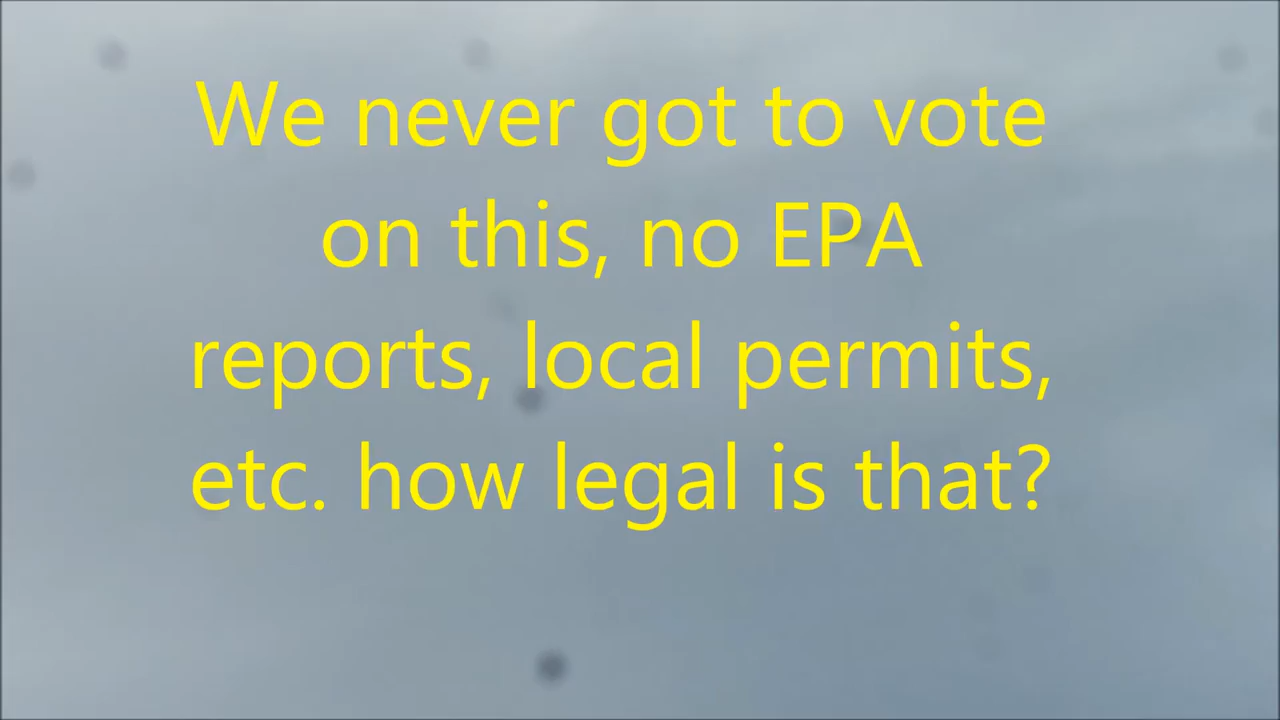 We never got to vote
on this, no EPA
reports, local permits,
etc. how legal is that?